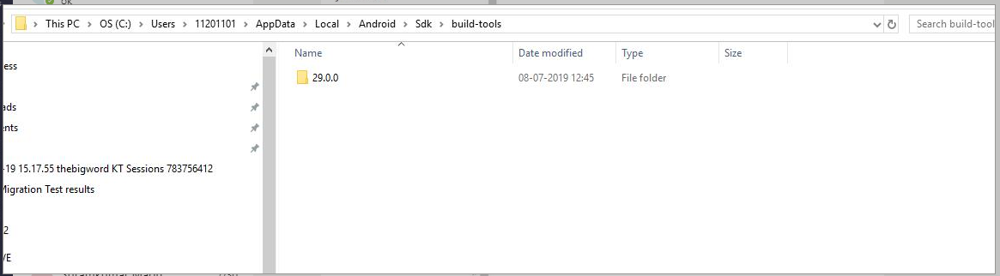 ok
This PC > OS (C:) > Users > 11201101 > AppData > Local > Android > Sdk > build-tools
Search build-tool
Name Date modified Type Size
29.0.0 08-07-2019 12:45 File folder
ess
ads
ents
-19 15.17.55 thebigword KT Sessions 783756412
Migration Test results
2
/E